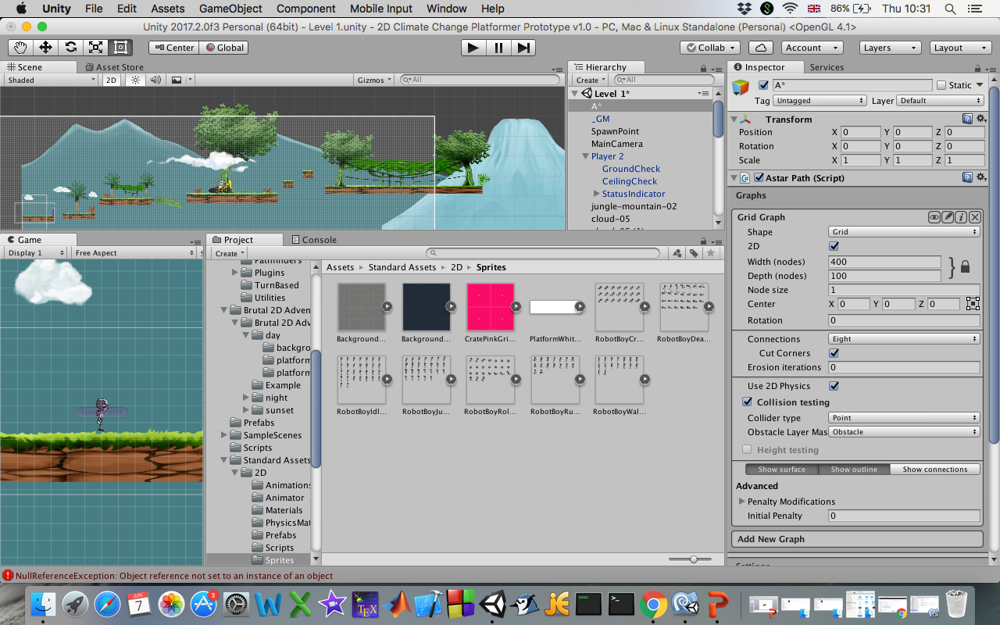 Unity File Edit Assets GameObject Component Mobile Input Window Help 86% Thu 10:31
Unity 2017.2.0f3 Personal (64bit) - Level 1.unity - 2D Climate Change Platformer Prototype v1.0 - PC, Mac & Linux Standalone (Personal) <OpenGL 4.1>
Center Global Collab Account Layers Layout
Scene Asset Store
Shaded 2D Gizmos All
Hierarchy
Create All
Level 1*
A*
_GM
SpawnPoint
MainCamera
Player 2
GroundCheck
CeilingCheck
StatusIndicator
jungle-mountain-02
cloud-05
Inspector Services
A* Static
Tag Untagged Layer Default
Transform
Position X 0 Y 0 Z 0
Rotation X 0 Y 0 Z 0
Scale X 1 Y 1 Z 1
Astar Path (Script)
Graphs
Grid Graph
Shape Grid
2D
Width (nodes) 400
Depth (nodes) 100
Node size 1
Center X 0 Y 0 Z 0
Rotation 0
Connections Eight
Cut Corners
Erosion iterations 0
Use 2D Physics
Collision testing
Collider type Point
Obstacle Layer Mas Obstacle
Height testing
Show surface Show outline Show connections
Advanced
Penalty Modifications
Initial Penalty 0
Add New Graph
Game
Display 1 Free Aspect
SpawnPoint
Project Console
Create
Pathfinders
Plugins
TurnBased
Utilities
Brutal 2D Adven
Brutal 2D Adv
day
backgro
platform
platform
Example
night
sunset
Prefabs
SampleScenes
Scripts
Standard Assets
2D
Animations
Animator
Materials
PhysicsMat
Prefabs
Scripts
Sprites
Assets Standard Assets 2D Sprites
Background... Background... CratePinkGri... PlatformWhit... RobotBoyCr... RobotBoyDea...
RobotBoyIdl... RobotBoyJu... RobotBoyRol... RobotBoyRu... RobotBoyWal...
NullReferenceException: Object reference not set to an instance of an object
JUN
7
3
TEX
exec